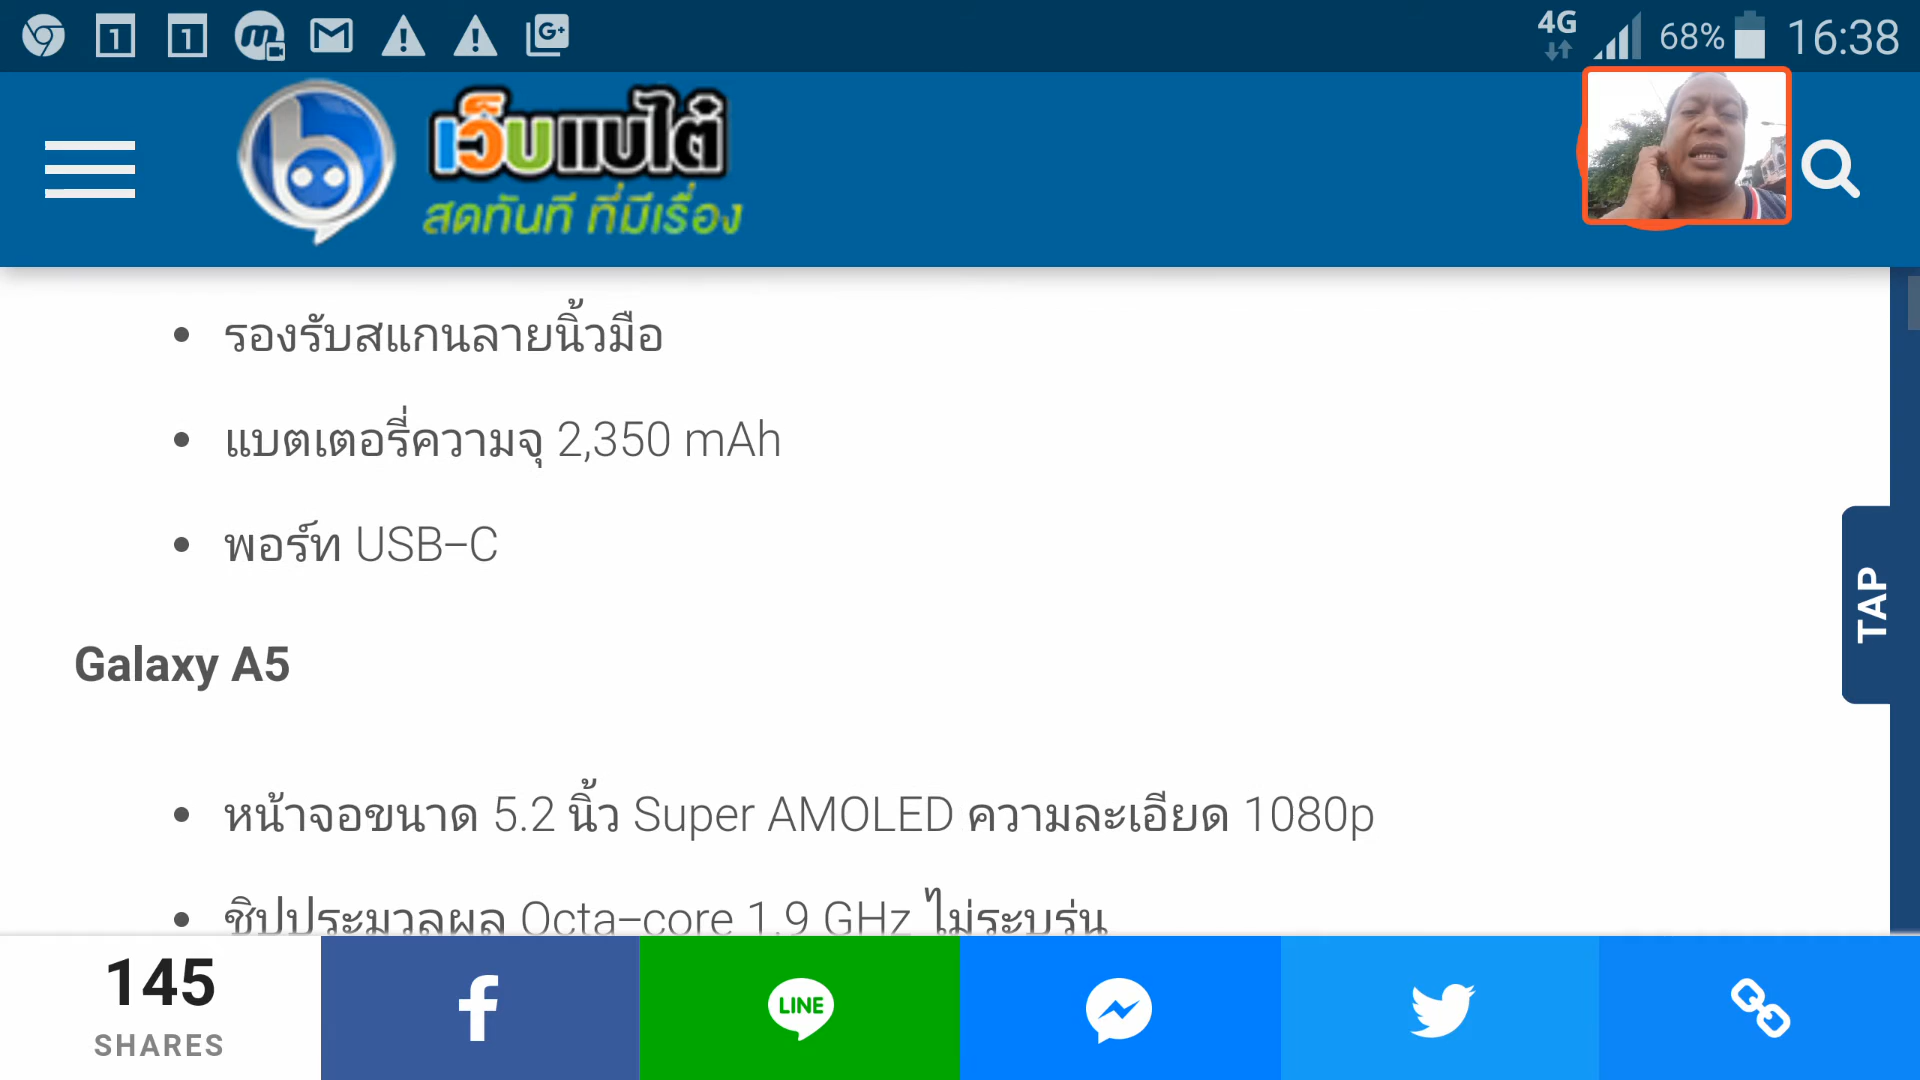 4G 68% 16:38
เว็บแบไต๋
สดทันที ที่มีเรื่อง
รองรับสแกนลายนิ้วมือ
แบตเตอรี่ความจุ 2,350 mAh
พอร์ท USB-C
TAP
Galaxy A5
หน้าจอขนาด 5.2 นิ้ว Super AMOLED ความละเอียด 1080p
ชิปประมวลผล Octa-core 1.9 GHz ไม่ระบุรุ่น
145
SHARES
LINE